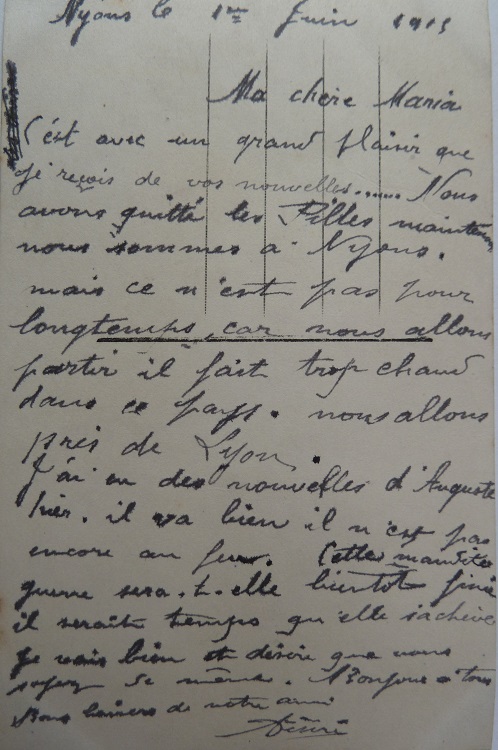 Nyons le 1er Juin 1915
Ma chère Maria
C'est avec un grand plaisir que
je reçois de vos nouvelles...... Nous
avons quitté les Pilles maintenant
nous sommes a Nyons.
mais ce n'est pas pour
longtemps, car nous allons
partir il fait trop chaud
dans ce pays. nous allons
près de Lyon.
J'ai eu des nouvelles d'Auguste
hier. il va bien il n'est pas
encore au feu. Cette maudite
guerre sera-t-elle bientot finie
il serait temps qu'elle s'achève
Je vais bien et désire que vous
soyez de même. Bonjour a tous
Bons baisers de votre ami
Désiré